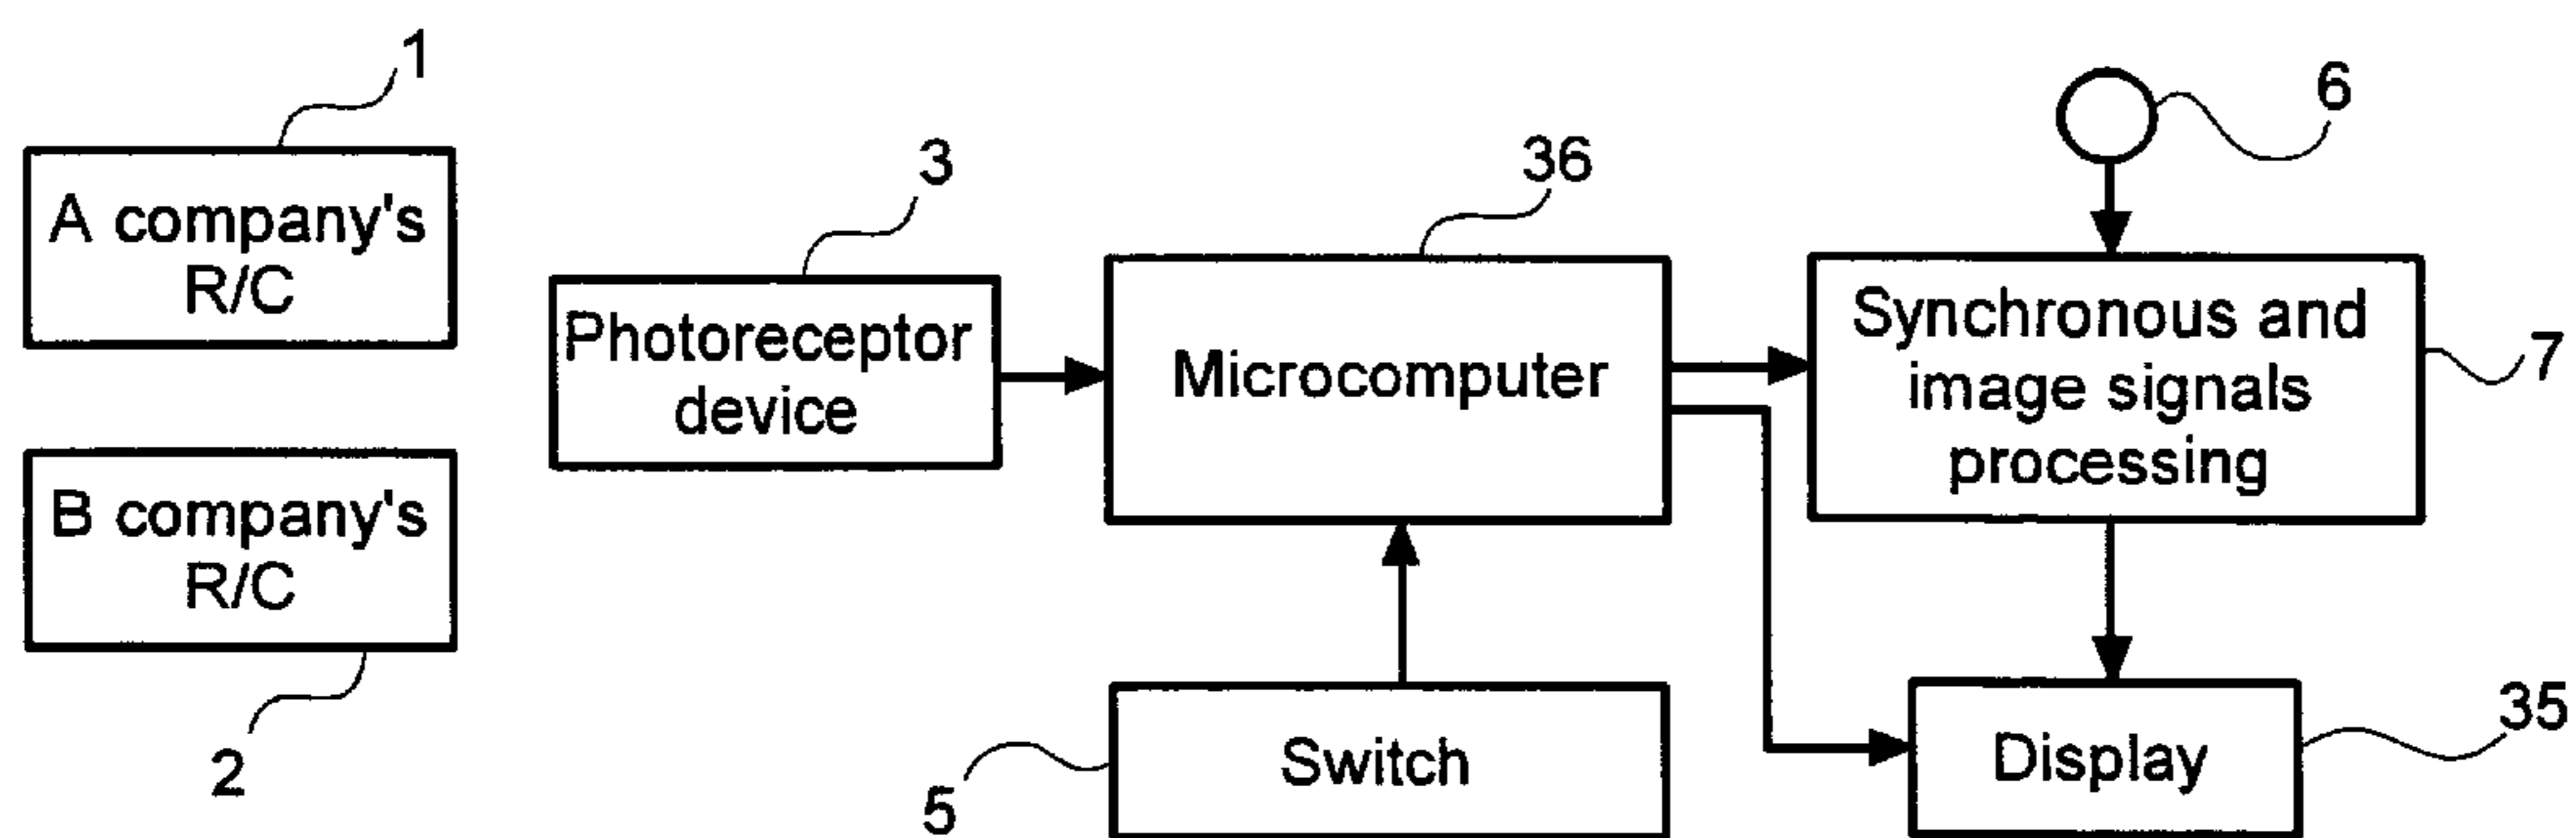 1
A company's
R/C
B company's
R/C
2
3
Photoreceptor
device
36
Microcomputer
5
Switch
6
Synchronous and
image signals
processing
7
Display
35